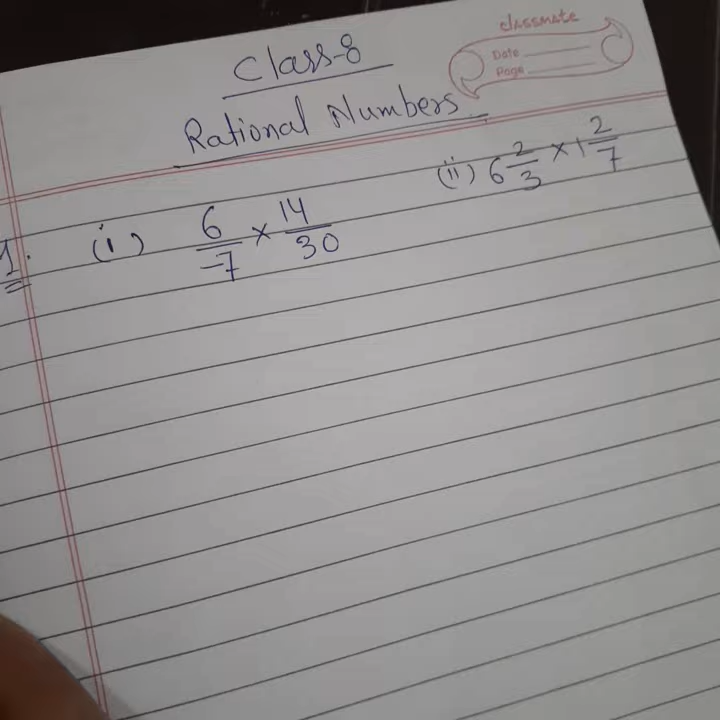 classmate
Date
Page
Class-8
Rational Numbers
1. (i) 6/-7 × 14/30 (ii) 6 2/3 × 1 2/7